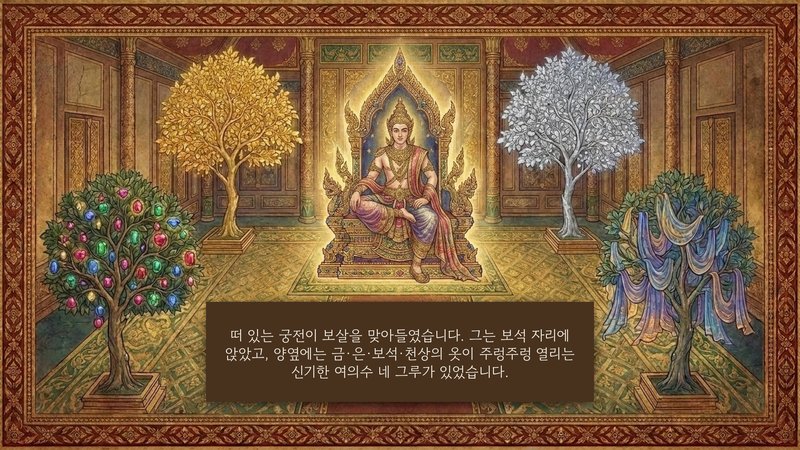 떠 있는 궁전이 보살을 맞아들였습니다. 그는 보석 자리에
앉았고, 양옆에는 금·은·보석·천상의 옷이 주렁주렁 열리는
신기한 여의수 네 그루가 있었습니다.